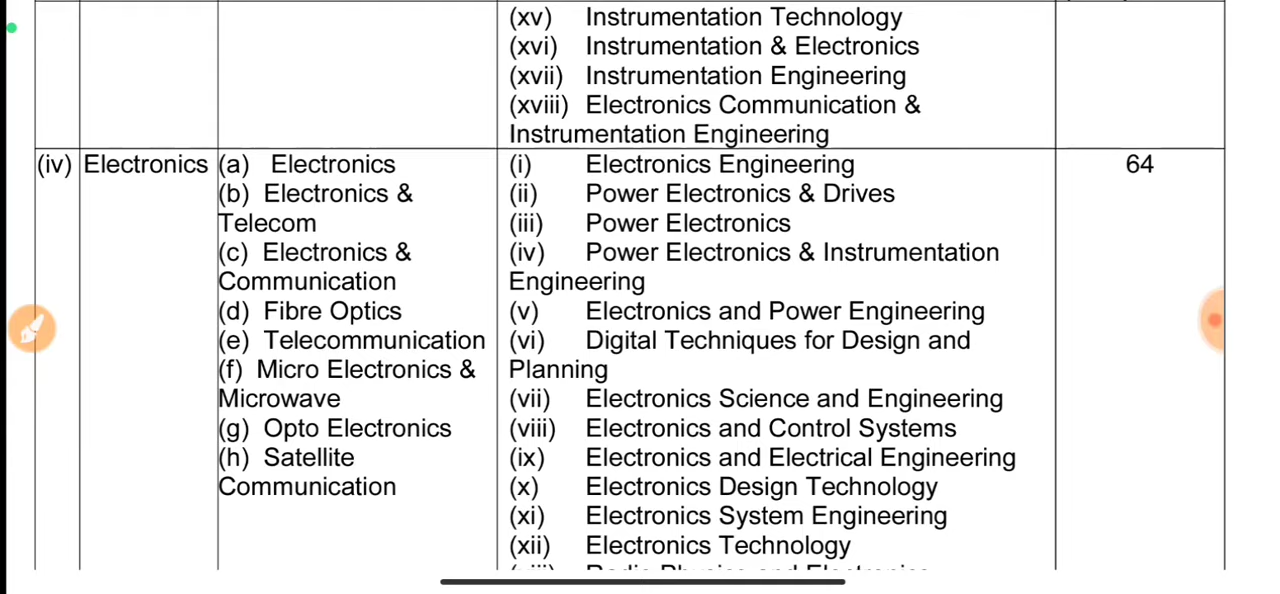 (xv) Instrumentation Technology
(xvi) Instrumentation & Electronics
(xvii) Instrumentation Engineering
(xviii) Electronics Communication &
Instrumentation Engineering
(iv) Electronics
(a) Electronics
(b) Electronics &
Telecom
(c) Electronics &
Communication
(d) Fibre Optics
(e) Telecommunication
(f) Micro Electronics &
Microwave
(g) Opto Electronics
(h) Satellite
Communication
(i) Electronics Engineering
(ii) Power Electronics & Drives
(iii) Power Electronics
(iv) Power Electronics & Instrumentation
Engineering
(v) Electronics and Power Engineering
(vi) Digital Techniques for Design and
Planning
(vii) Electronics Science and Engineering
(viii) Electronics and Control Systems
(ix) Electronics and Electrical Engineering
(x) Electronics Design Technology
(xi) Electronics System Engineering
(xii) Electronics Technology
64